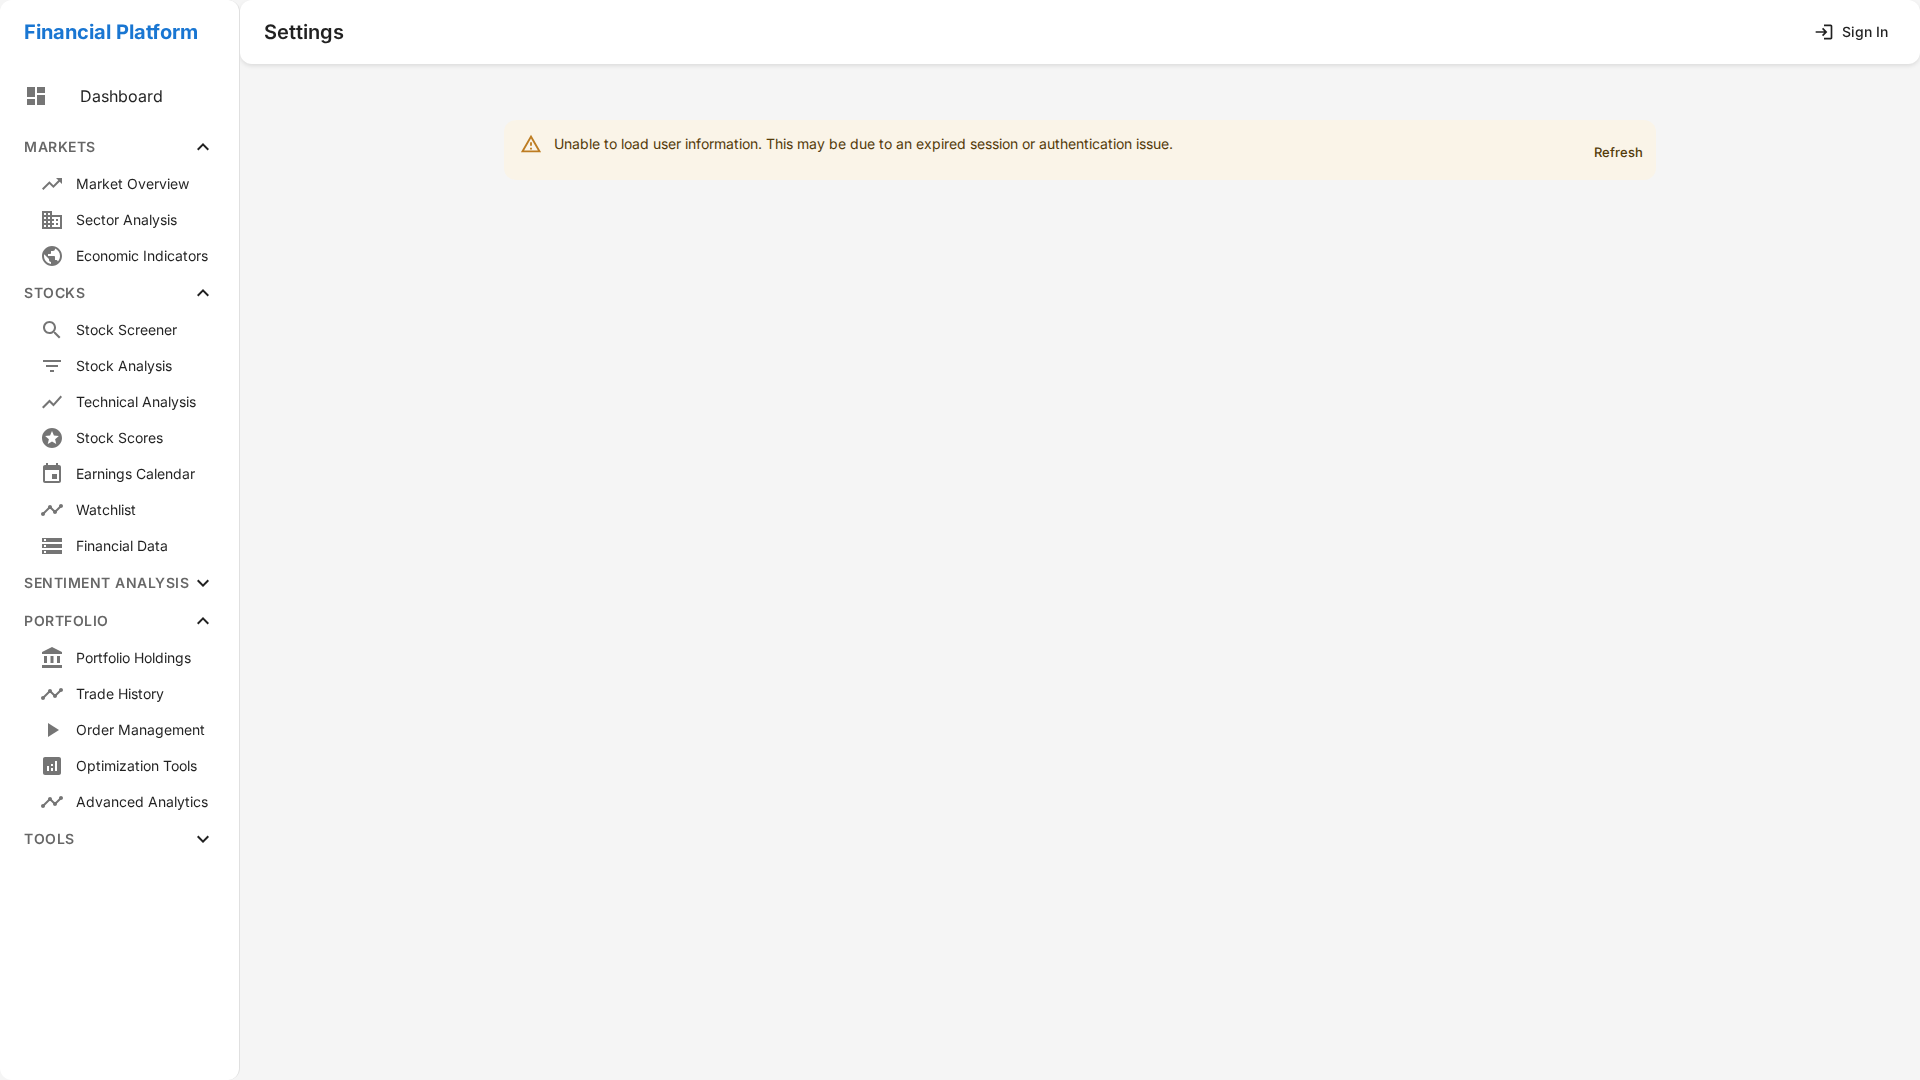 Financial Platform
Settings
Sign In
Dashboard
MARKETS
Market Overview
Sector Analysis
Economic Indicators
STOCKS
Stock Screener
Stock Analysis
Technical Analysis
Stock Scores
Earnings Calendar
Watchlist
Financial Data
SENTIMENT ANALYSIS
PORTFOLIO
Portfolio Holdings
Trade History
Order Management
Optimization Tools
Advanced Analytics
TOOLS
Unable to load user information. This may be due to an expired session or authentication issue.
Refresh